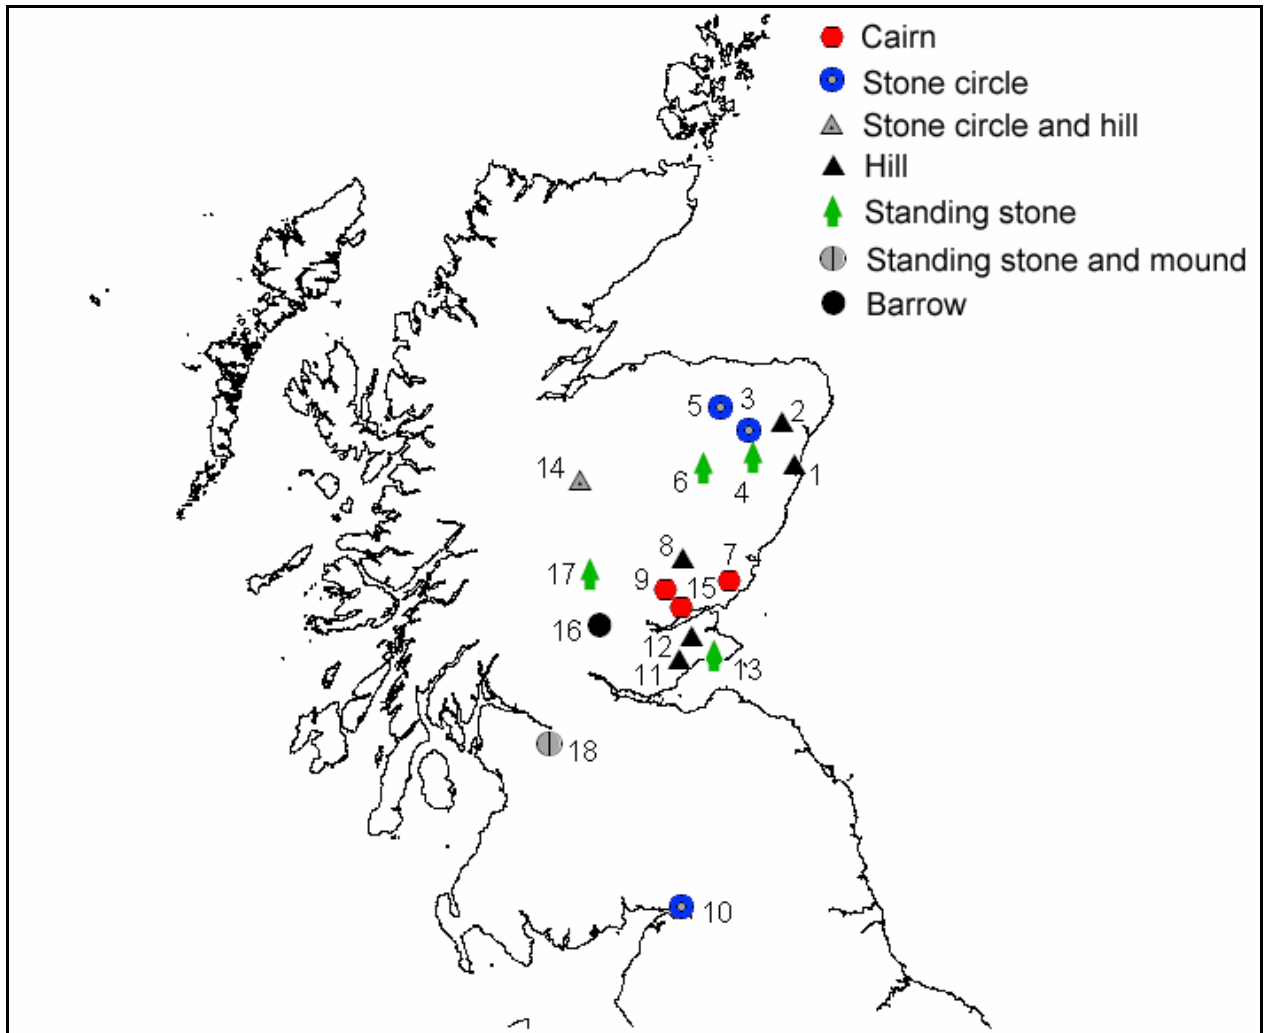 Cairn
Stone circle
Stone circle and hill
Hill
Standing stone
Standing stone and mound
Barrow
5
3
2
14
6
4
1
8
7
17
9
15
16
12
11
13
18
10